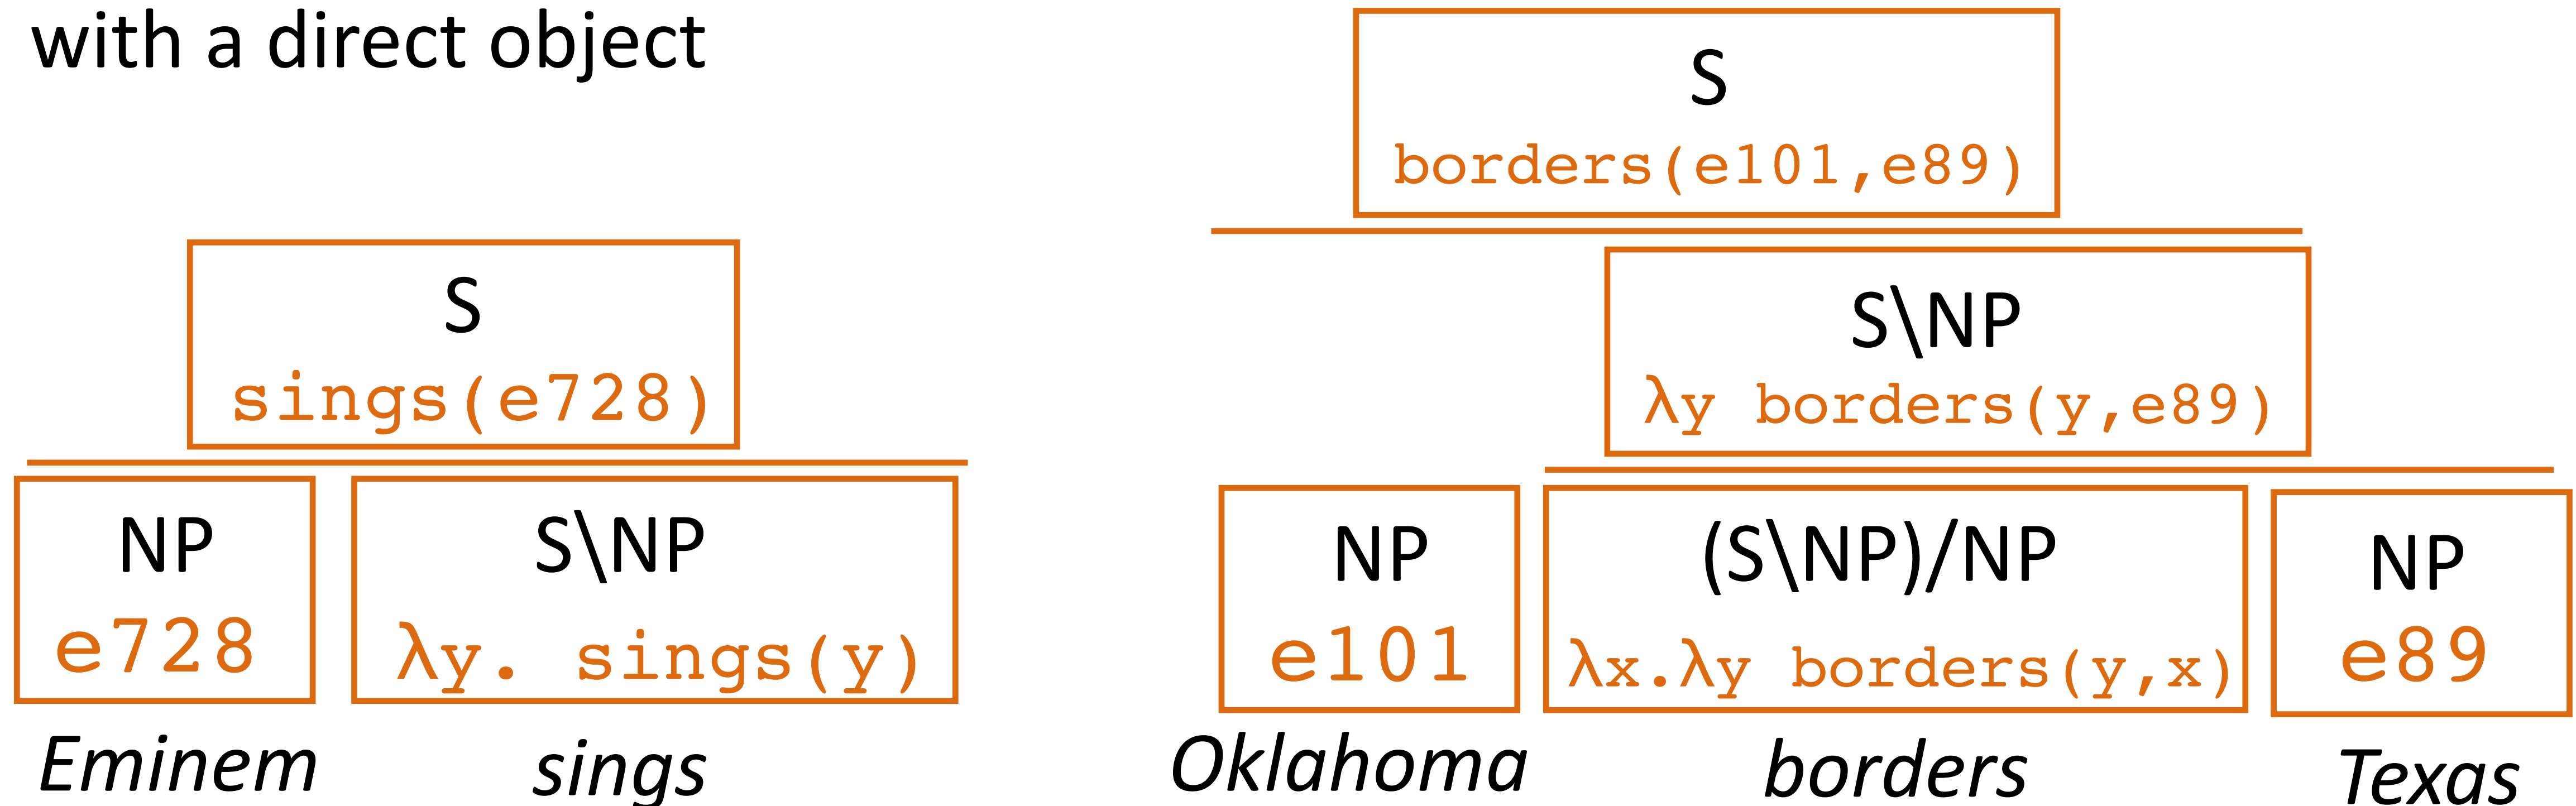 with a direct object
S
sings(e728)
NP
e728
S\NP
λy. sings(y)
Eminem
sings
S
borders(e101,e89)
S\NP
λy borders(y,e89)
NP
e101
(S\NP)/NP
λx.λy borders(y,x)
NP
e89
Oklahoma
borders
Texas